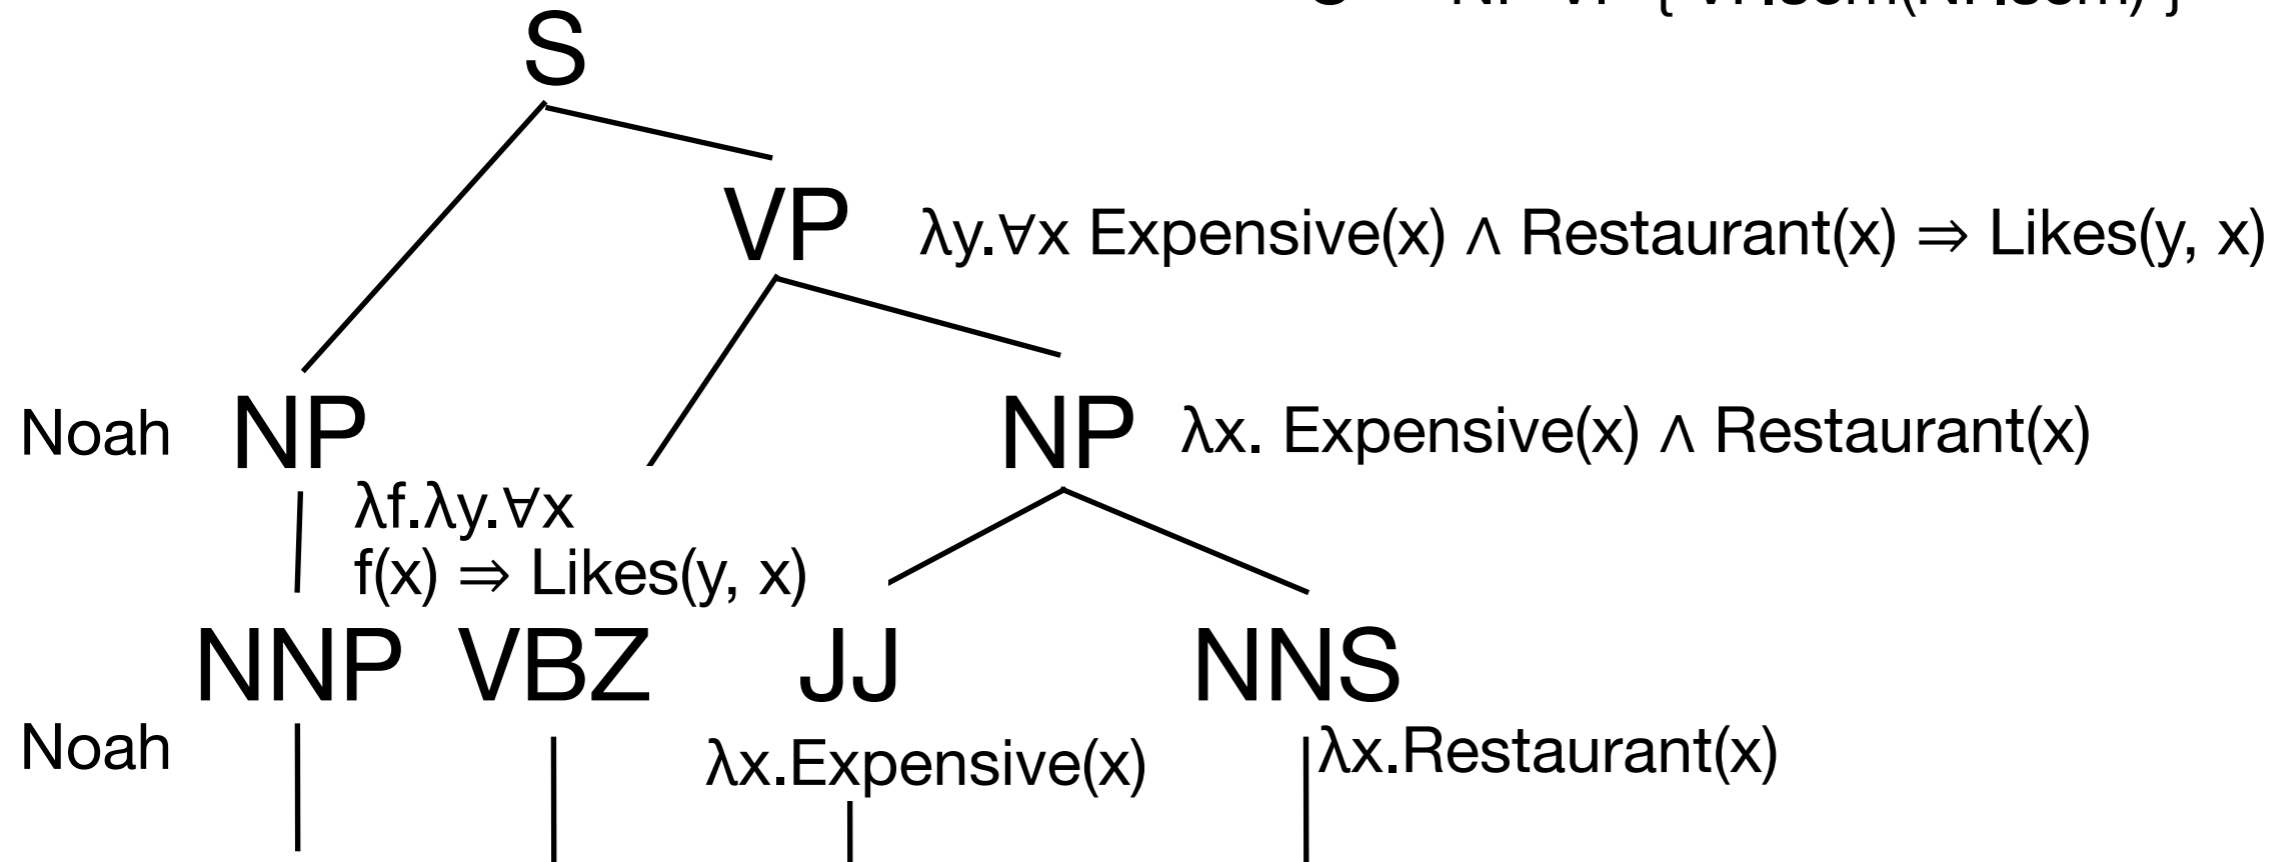 S
VP λy.∀x Expensive(x) ∧ Restaurant(x) ⇒ Likes(y, x)
Noah NP NP λx. Expensive(x) ∧ Restaurant(x)
λf.λy.∀x
f(x) ⇒ Likes(y, x)
NNP VBZ JJ NNS
Noah λx.Expensive(x) λx.Restaurant(x)